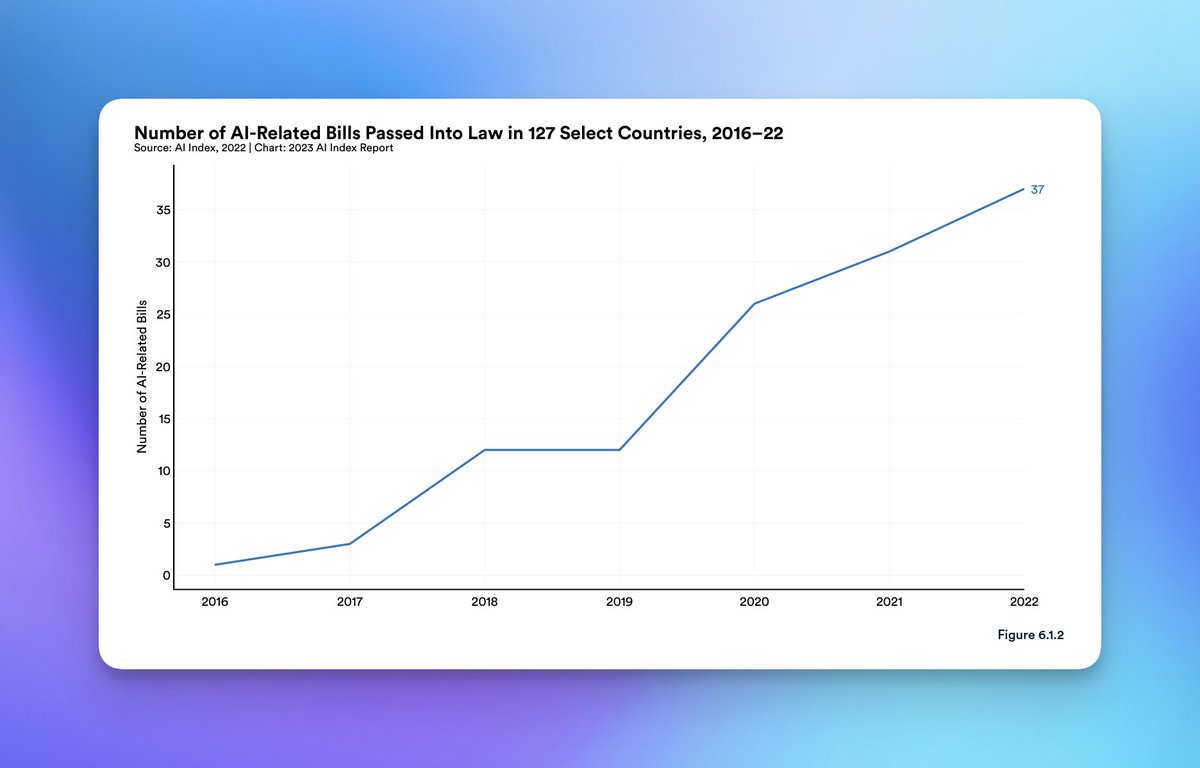 Number of AI-Related Bills Passed Into Law in 127 Select Countries, 2016–22
Source: AI Index, 2022 | Chart: 2023 AI Index Report
37
35
30
25
20
15
10
5
0
Number of AI-Related Bills
2016 2017 2018 2019 2020 2021 2022
Figure 6.1.2